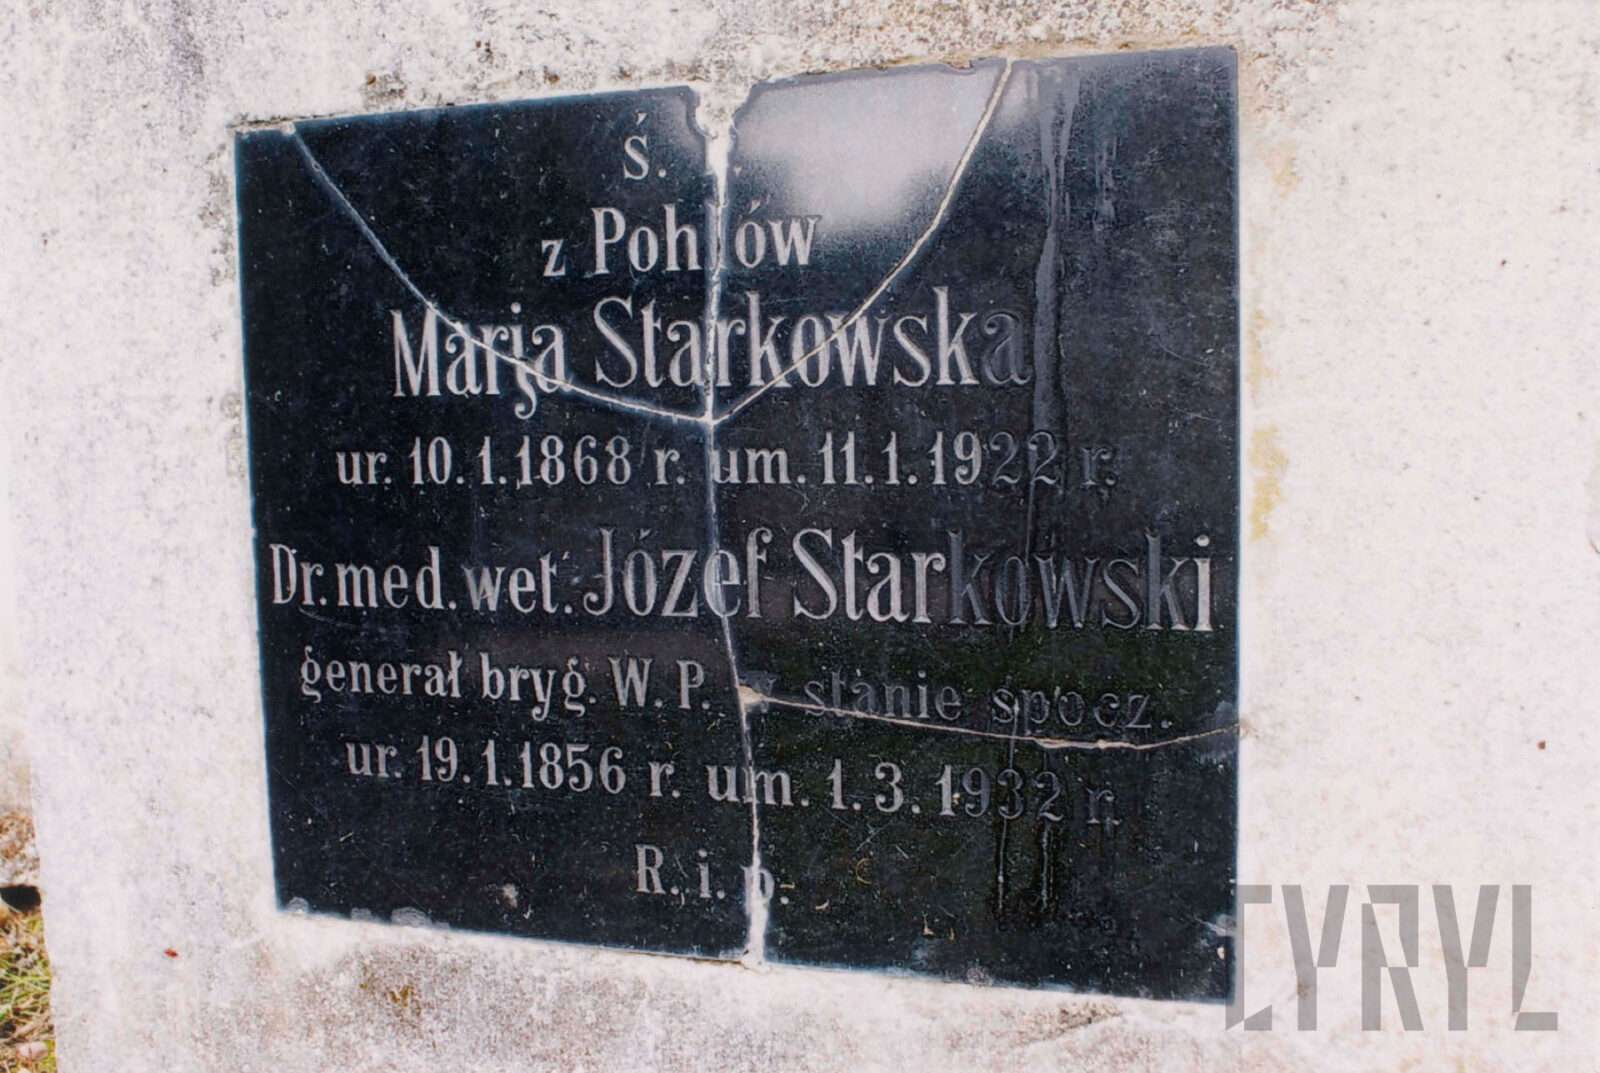 ś.
z
Marja Starkowska
ur. 10.1.1868 r. um. 11.1.1922 r.
Dr. med. wet. Józef Starkowski
generał bryg. W. P. w stanie spocz.
ur. 19.1.1856 r. um. 1.3.1932 r.
R. i. p.
CYRYL